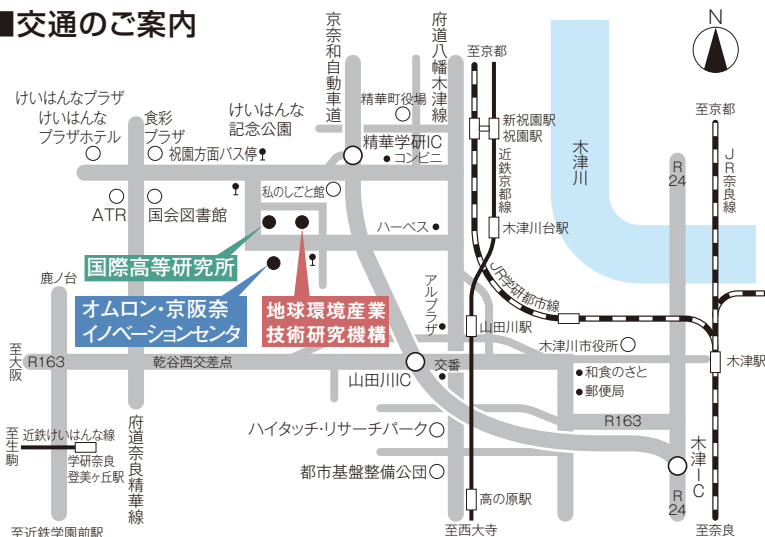 ■交通のご案内
京奈和自動車道
府道八幡木津線
至京都
N
至京都
けいはんなプラザ
けいはんな
プラザホテル
食彩
プラザ
けいはんな
記念公園
精華町役場
新祝園駅
祝園駅
祝園方面バス停
精華学研IC
コンビニ
近鉄京都線
木津川
R
24
JR奈良線
ATR
国会図書館
私のしごと館
ハーベス
木津川台駅
国際高等研究所
鹿ノ台
オムロン・京阪奈
イノベーションセンタ
地球環境産業
技術研究機構
アルプラザ
JR学研都市線
山田川駅
木津川市役所
至大阪
R163
乾谷西交差点
山田川IC
交番
和食のさと
郵便局
木津駅
R163
ハイタッチ・リサーチパーク
至生駒
近鉄けいはんな線
学研奈良
登美ヶ丘駅
府道奈良精華線
都市基盤整備公団
木津IC
高の原駅
R
24
至近鉄学園前駅
至西大寺
至奈良